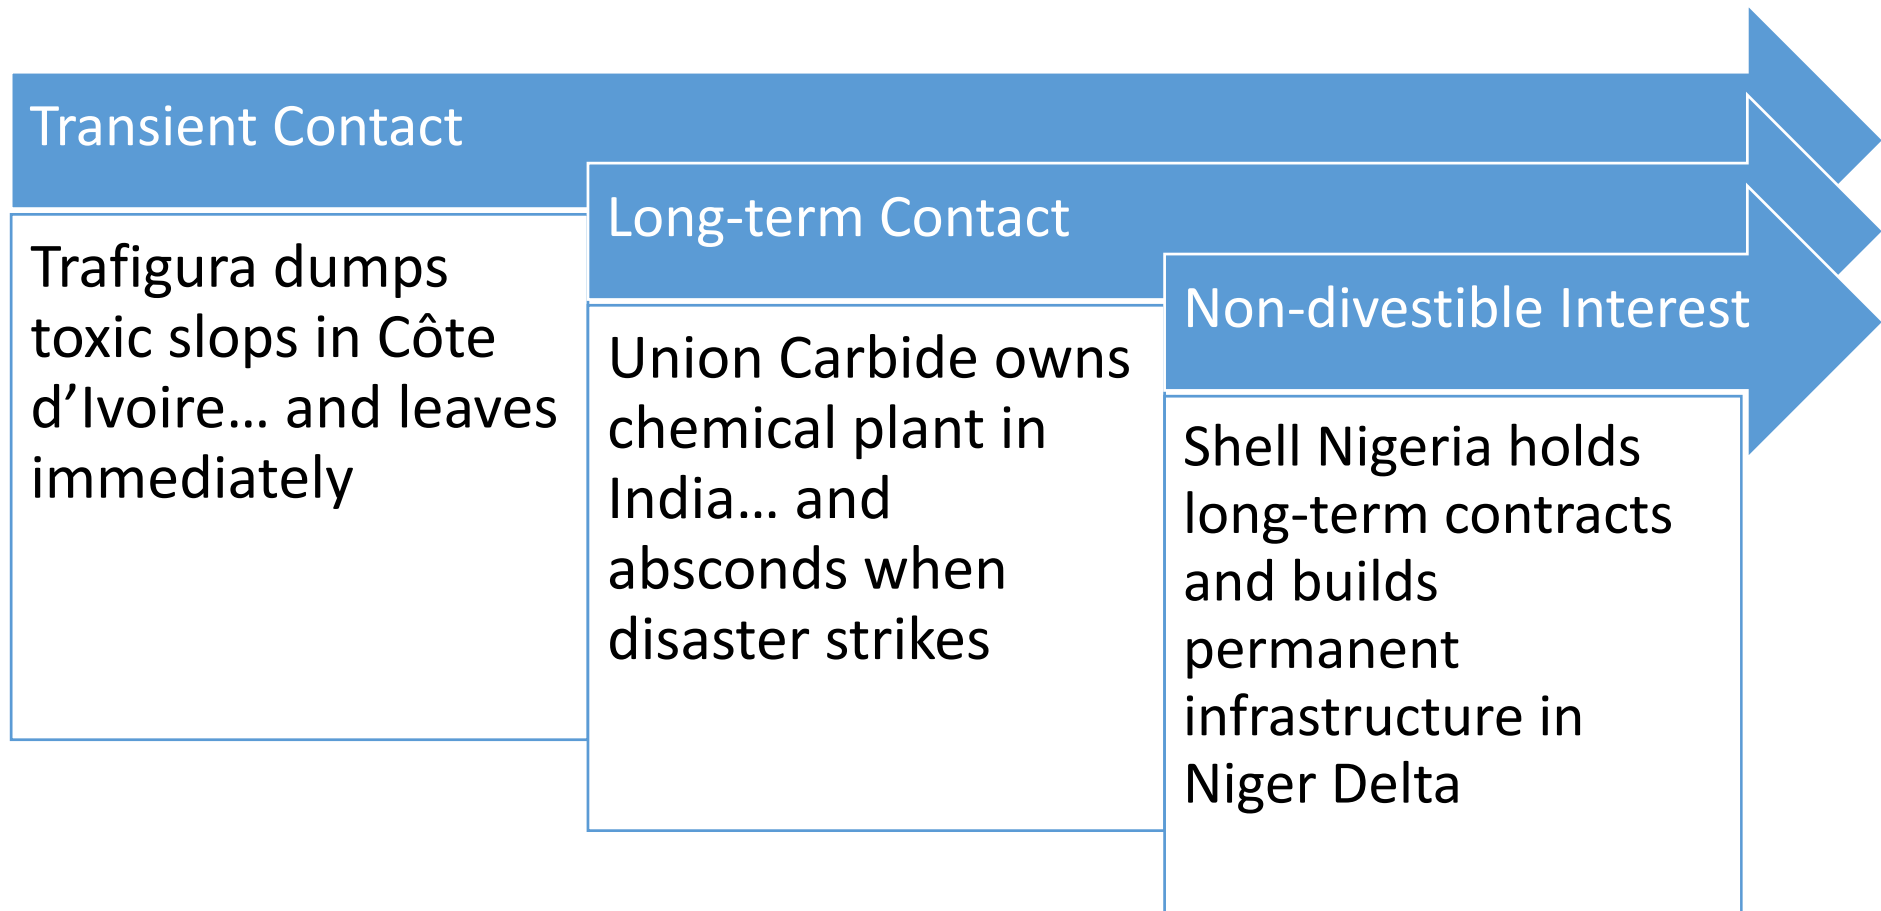 Transient Contact
Trafigura dumps
toxic slops in Côte
d’Ivoire… and leaves
immediately
Long-term Contact
Union Carbide owns
chemical plant in
India… and
absconds when
disaster strikes
Non-divestible Interest
Shell Nigeria holds
long-term contracts
and builds
permanent
infrastructure in
Niger Delta